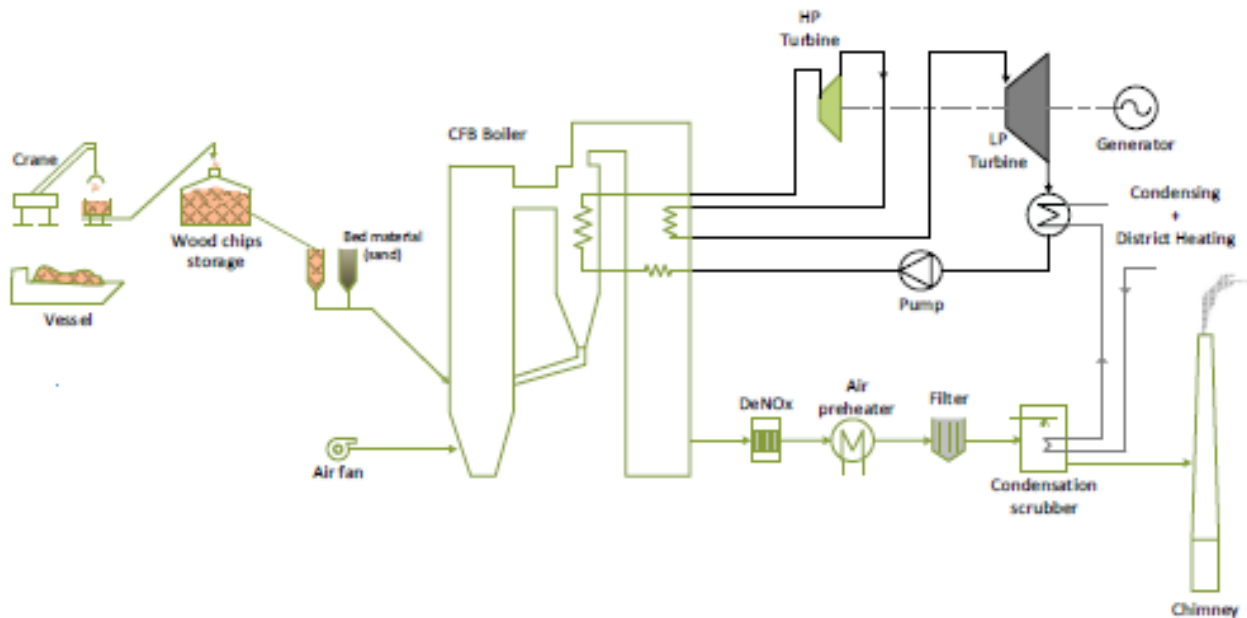 HP
Turbine
CFB Boiler
Crane
LP
Turbine
Generator
Wood chips
storage
Bed material
(sand)
Condensing
+
District Heating
Vessel
Pump
DeNOx
Air
preheater
Filter
Air fan
Condensation
scrubber
Chimney